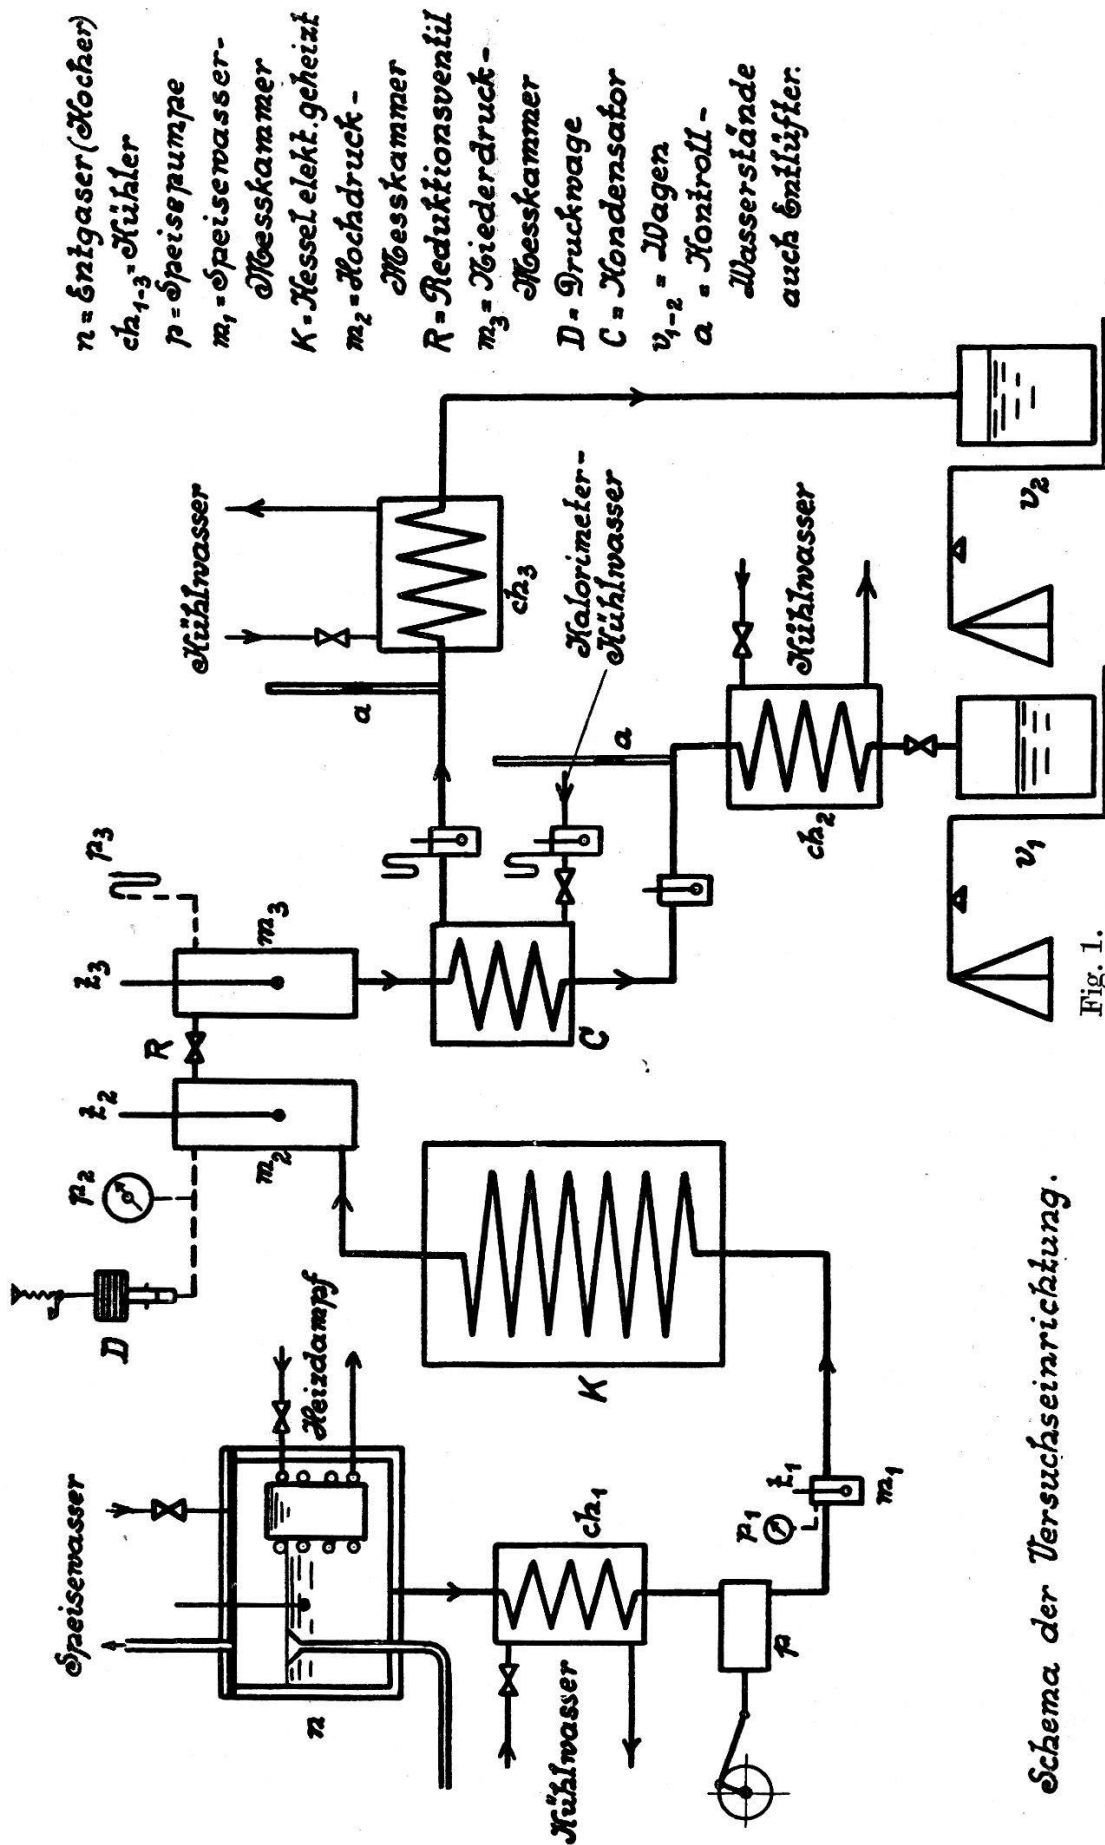 n = Entgaser (Kocher)
ch₁₋₃ = Kühler
p = Speisepumpe
m₁ = Speisewasser-
Messkammer
K = Kessel elekt. geheizt
m₂ = Hochdruck-
Messkammer
R = Reduktionsventil
m₃ = Niederdruck-
Messkammer
D = Druckwage
C = Kondensator
v₁₋₂ = Wagen
a = Kontroll-
Wasserstände
auch Entlüfter.
Speisewasser
n
Heizdampf
D
p₂
t₂
m₂
R
t₃
m₃
p₃
Kühlwasser
a
ch₃
Kalorimeter-
Kühlwasser
C
a
Kühlwasser
ch₂
v₁
v₂
K
Kühlwasser
ch₁
p
p₁
t₁
m₁
Schema der Versuchseinrichtung.
Fig. 1.